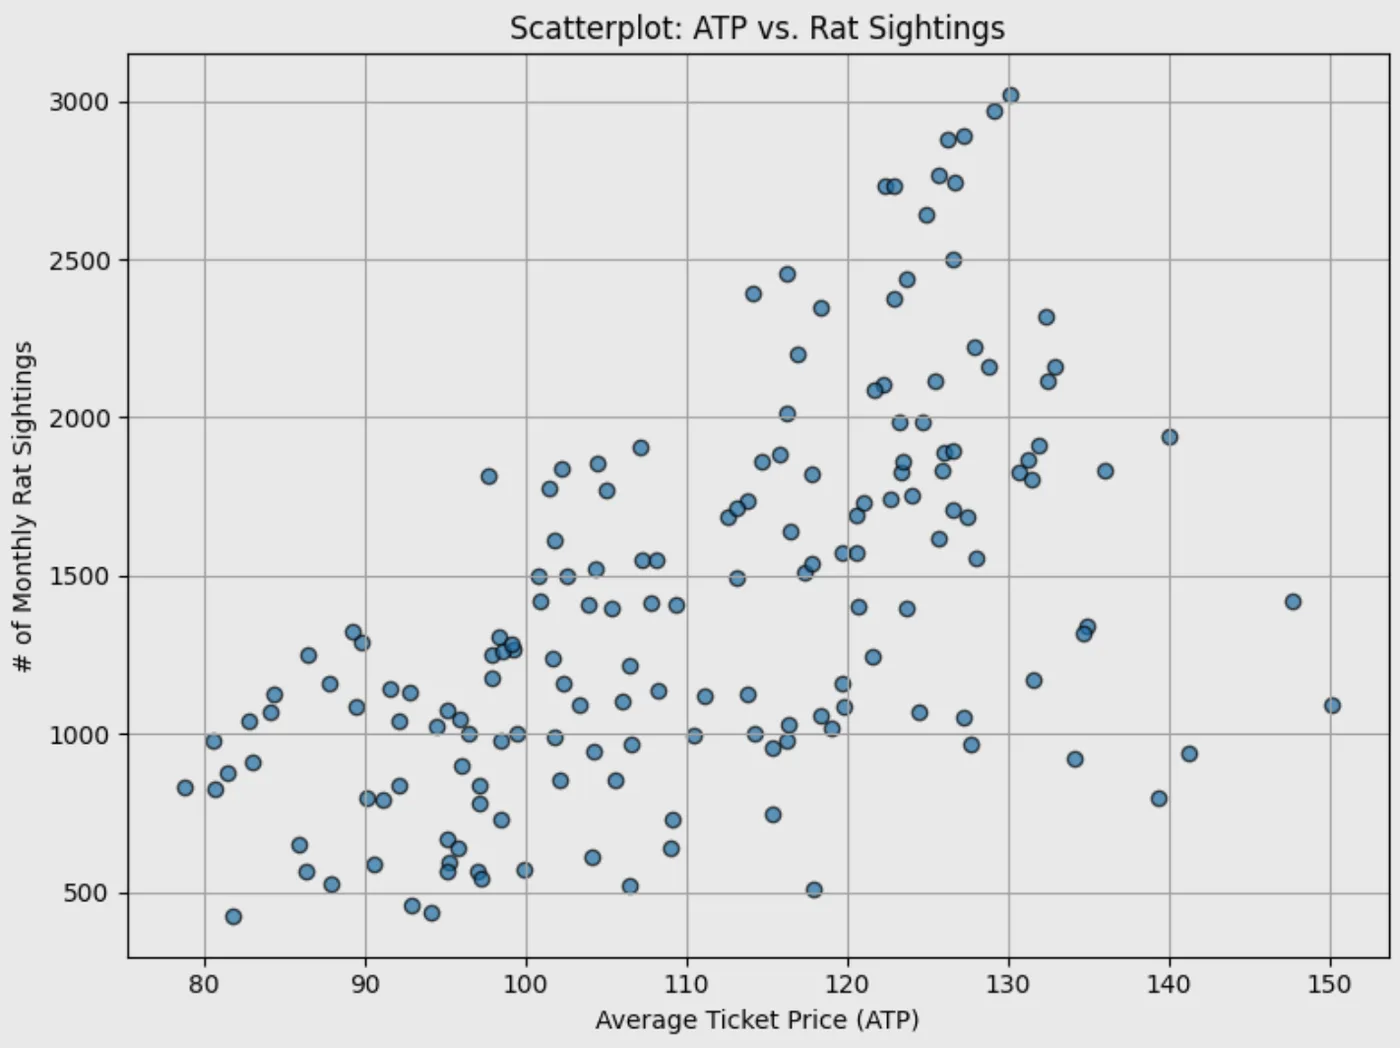 Scatterplot: ATP vs. Rat Sightings
3000
2500
2000
1500
1000
500
# of Monthly Rat Sightings
80 90 100 110 120 130 140 150
Average Ticket Price (ATP)